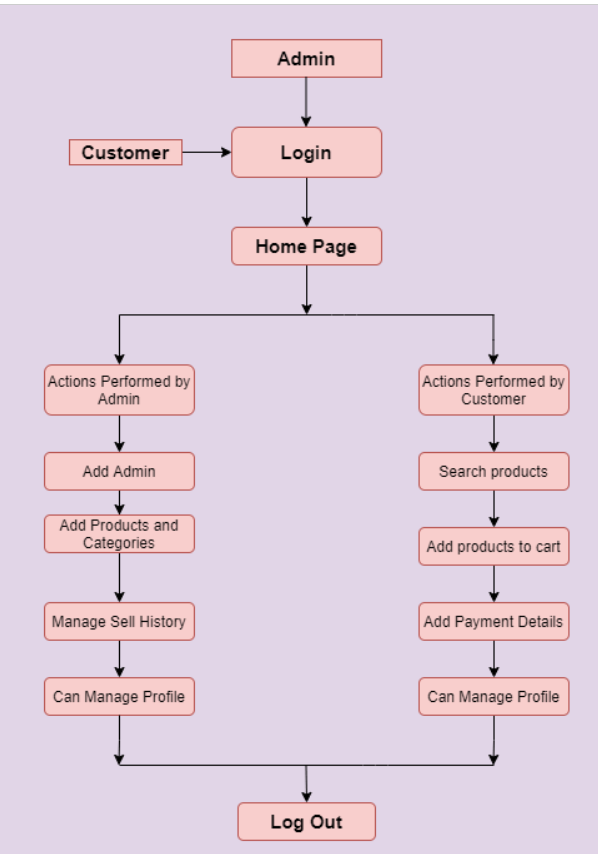 Admin
Customer
Login
Home Page
Actions Performed by
Admin
Add Admin
Add Products and
Categories
Manage Sell History
Can Manage Profile
Actions Performed by
Customer
Search products
Add products to cart
Add Payment Details
Can Manage Profile
Log Out